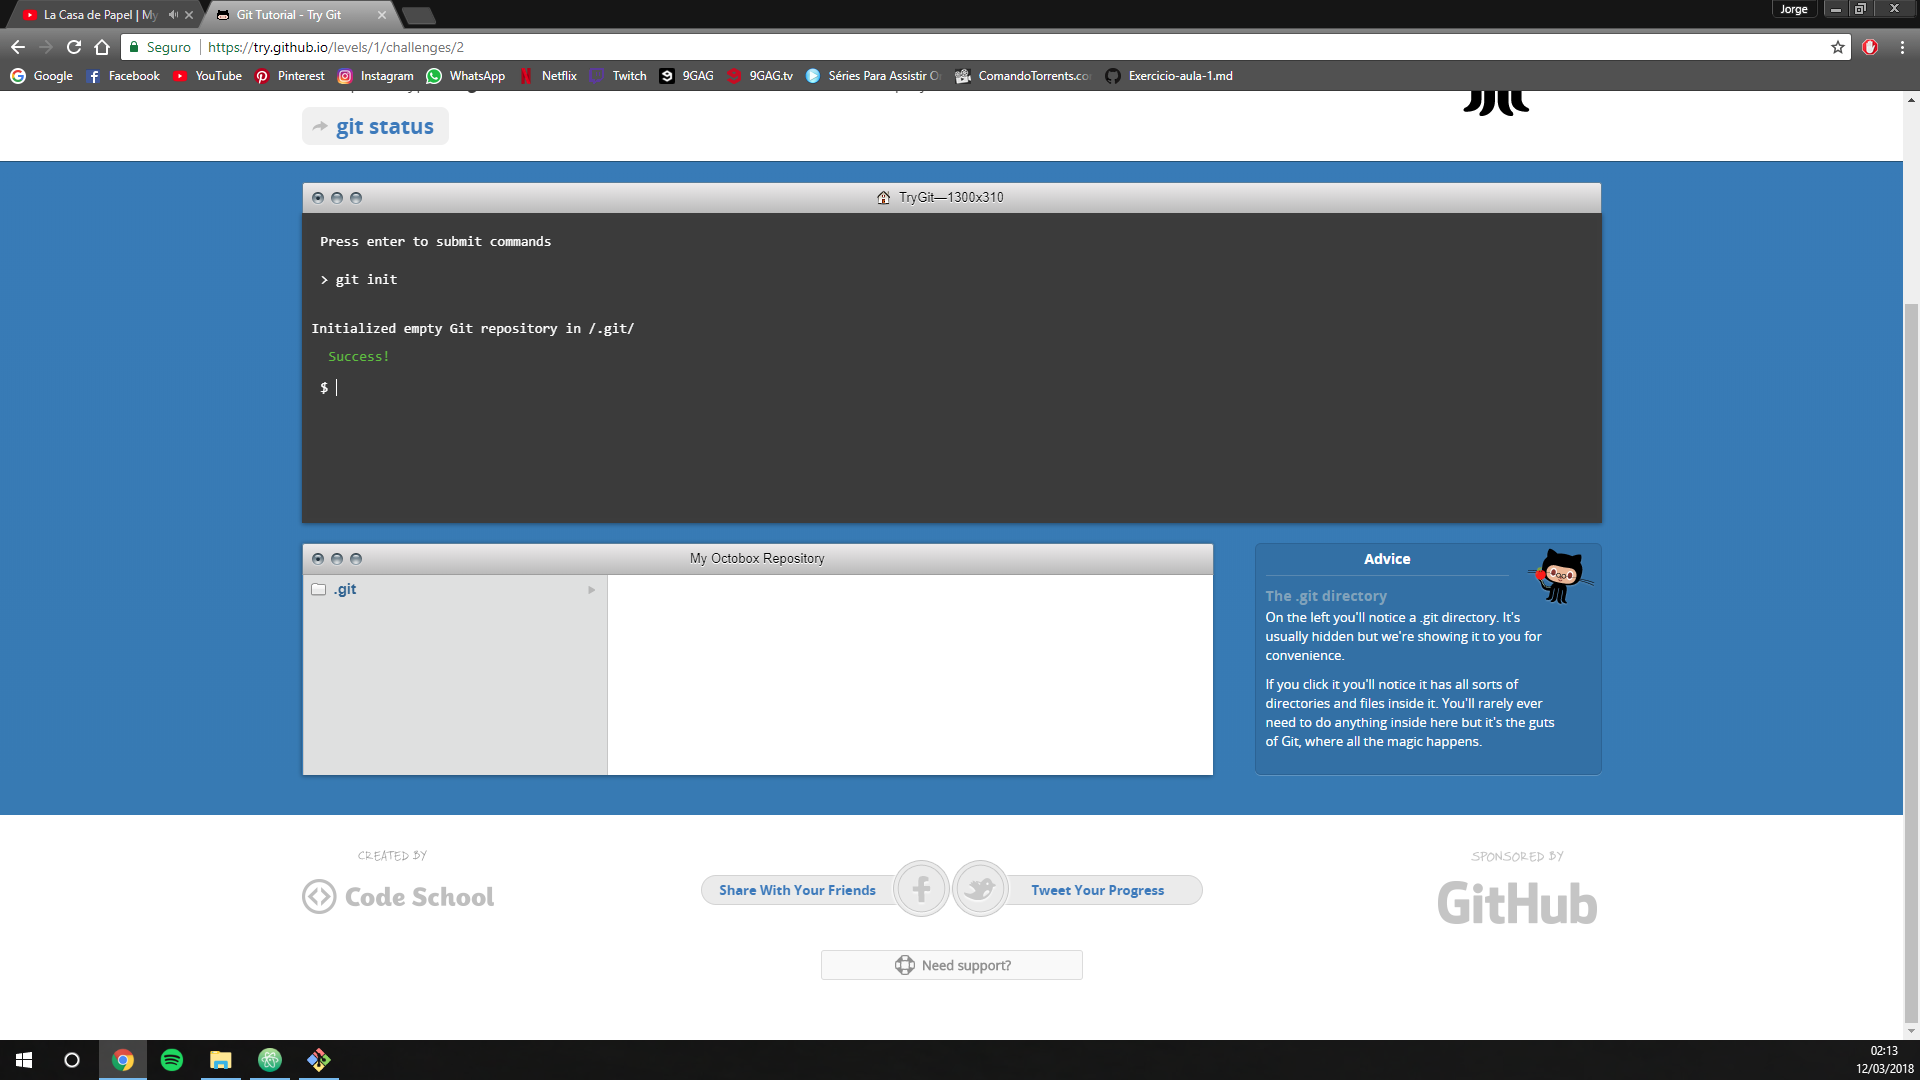 La Casa de Papel | My
Git Tutorial - Try Git
Jorge
Seguro
https://try.github.io/levels/1/challenges/2
Google
Facebook
YouTube
Pinterest
Instagram
WhatsApp
Netflix
Twitch
9GAG
9GAG.tv
Séries Para Assistir O
ComandoTorrents.co
Exercicio-aula-1.md
git status
TryGit—1300x310
Press enter to submit commands
> git init
Initialized empty Git repository in /.git/
Success!
$
My Octobox Repository
.git
Advice
The .git directory
On the left you'll notice a .git directory. It's
usually hidden but we're showing it to you for
convenience.
If you click it you'll notice it has all sorts of
directories and files inside it. You'll rarely ever
need to do anything inside here but it's the guts
of Git, where all the magic happens.
CREATED BY
Code School
Share With Your Friends
Tweet Your Progress
SPONSORED BY
GitHub
Need support?
02:13
12/03/2018